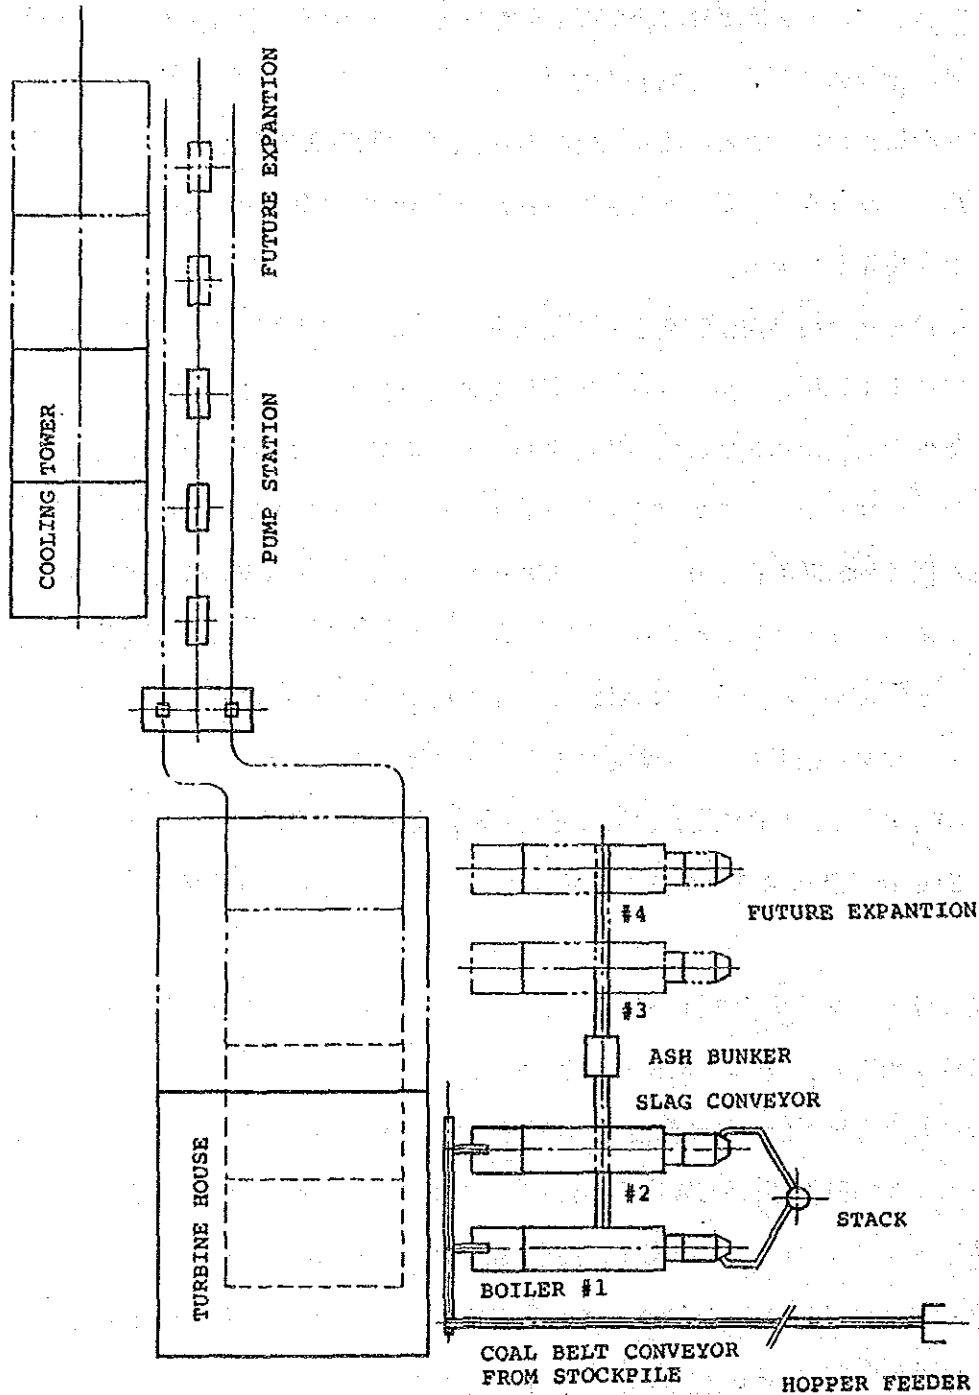 FUTURE EXPANTION
COOLING TOWER
PUMP STATION
#4
FUTURE EXPANTION
#3
ASH BUNKER
SLAG CONVEYOR
TURBINE HOUSE
#2
STACK
BOILER #1
COAL BELT CONVEYOR
FROM STOCKPILE
HOPPER FEEDER